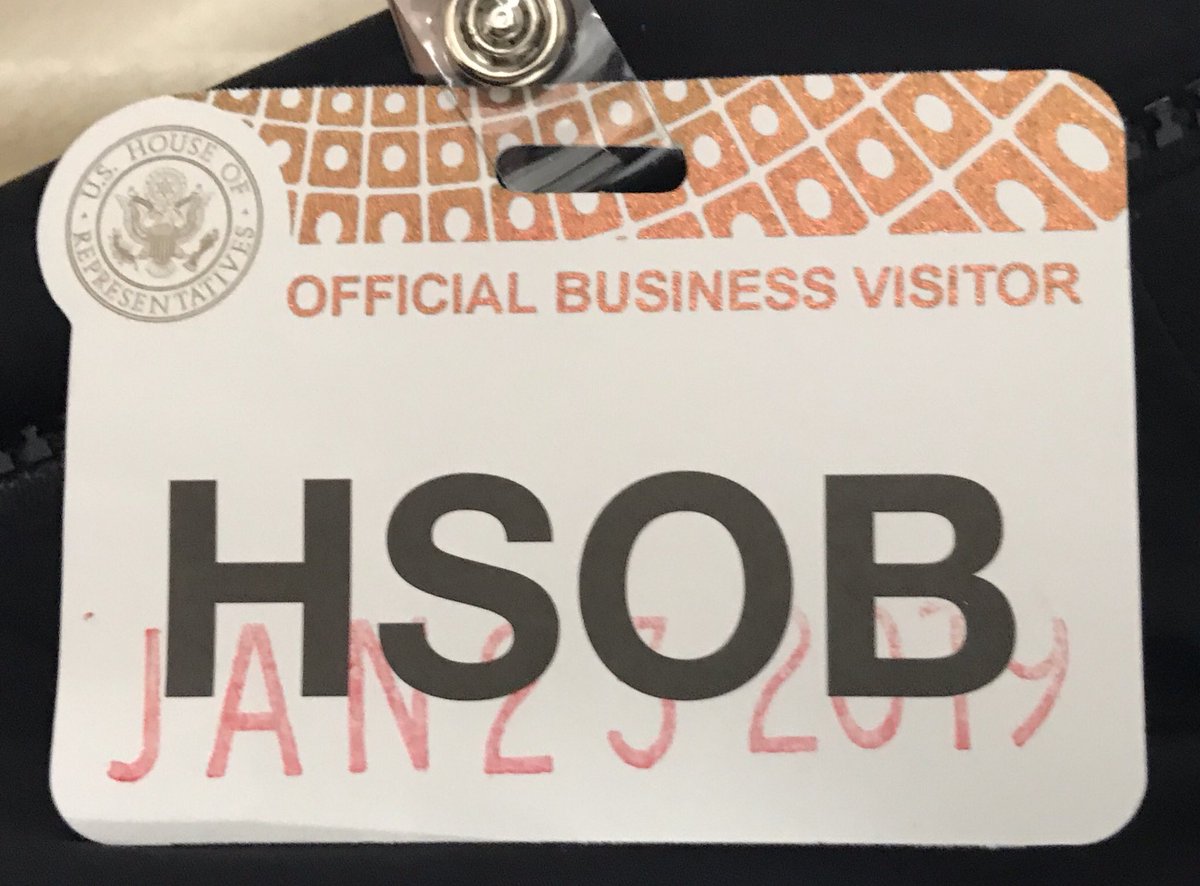 U.S. HOUSE OF REPRESENTATIVES
OFFICIAL BUSINESS VISITOR
HSOB
JAN 23 2019